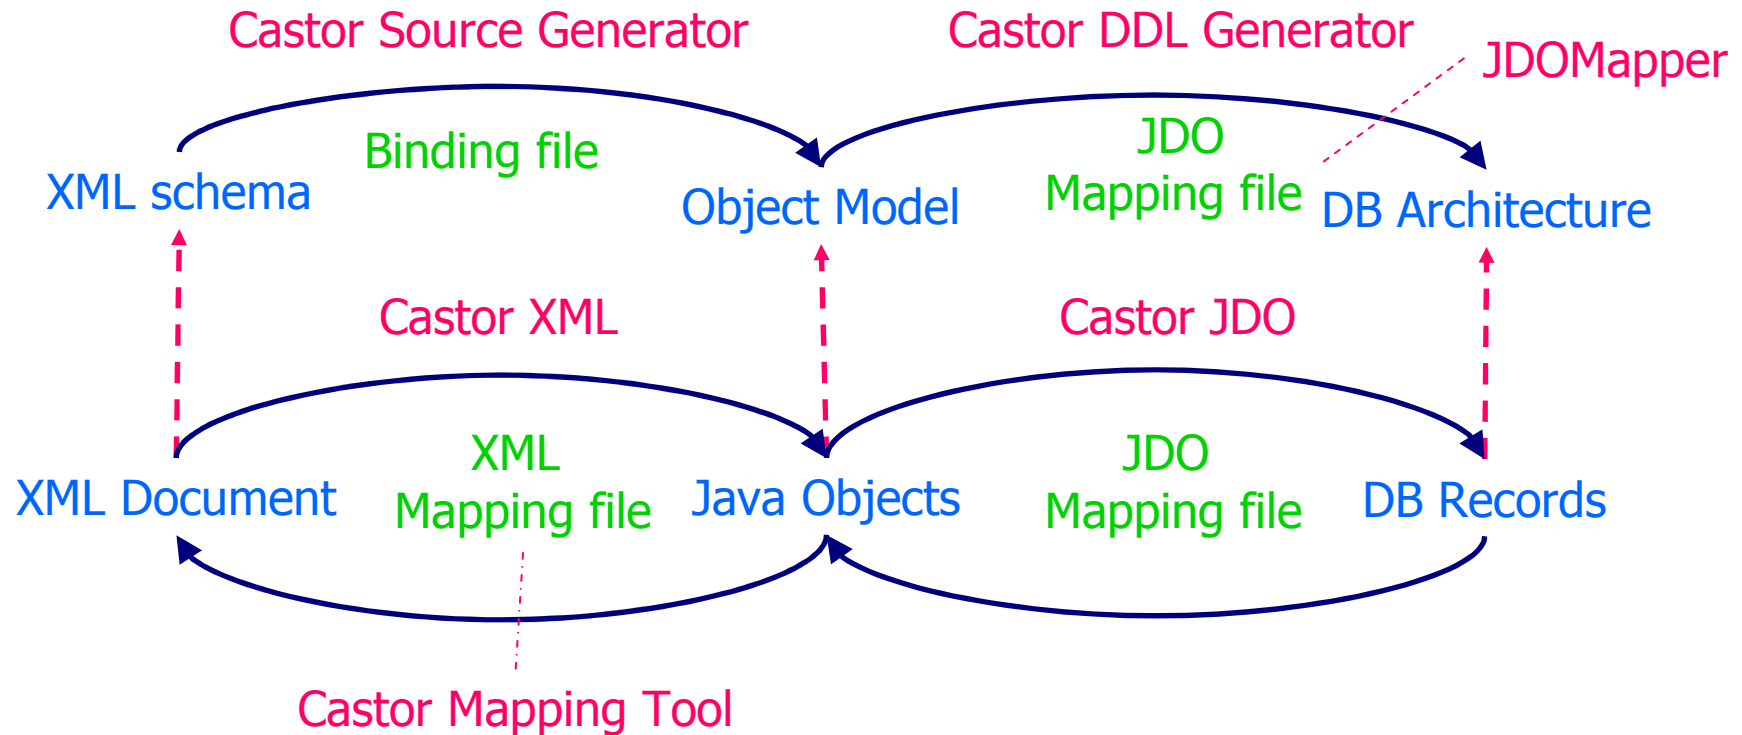 Castor Source Generator
Castor DDL Generator
JDOMapper
Binding file
JDO
Mapping file
XML schema
Object Model
DB Architecture
Castor XML
Castor JDO
XML
Mapping file
JDO
Mapping file
XML Document
Java Objects
DB Records
Castor Mapping Tool